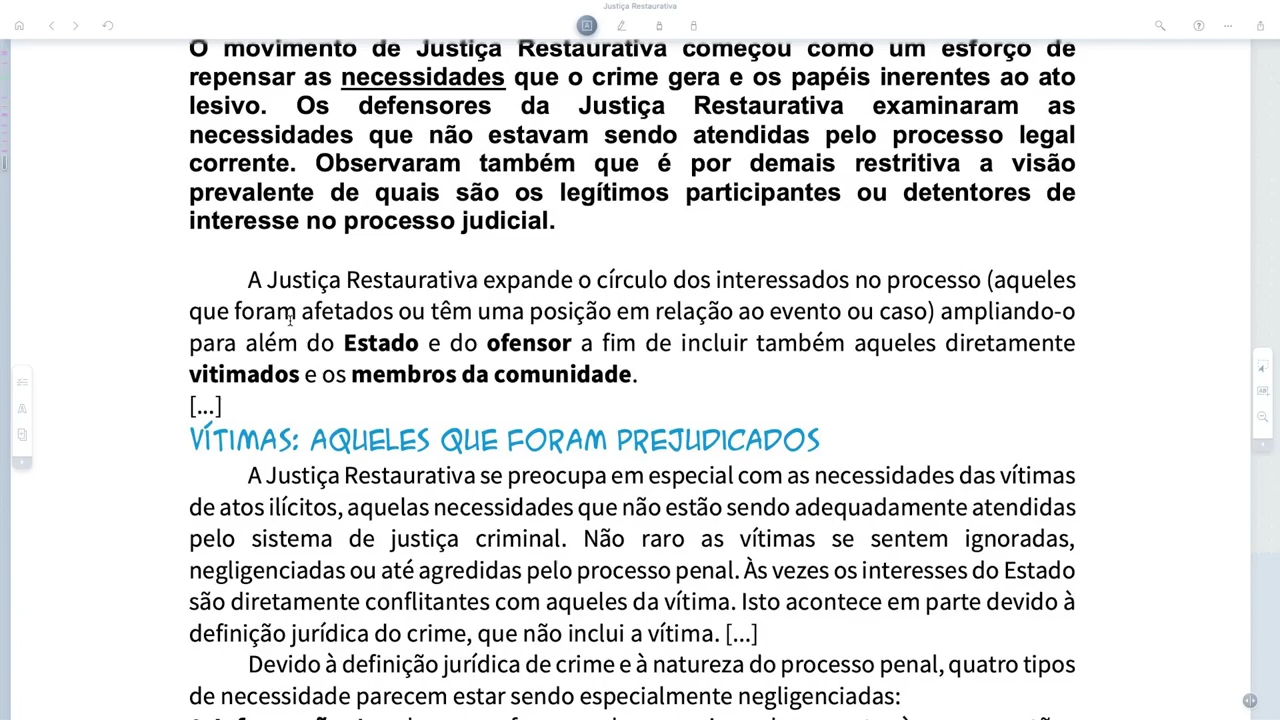 Justiça Restaurativa
O movimento de Justiça Restaurativa começou como um esforço de
repensar as necessidades que o crime gera e os papéis inerentes ao ato
lesivo. Os defensores da Justiça Restaurativa examinaram as
necessidades que não estavam sendo atendidas pelo processo legal
corrente. Observaram também que é por demais restritiva a visão
prevalente de quais são os legítimos participantes ou detentores de
interesse no processo judicial.
A Justiça Restaurativa expande o círculo dos interessados no processo (aqueles
que foram afetados ou têm uma posição em relação ao evento ou caso) ampliando-o
para além do Estado e do ofensor a fim de incluir também aqueles diretamente
vitimados e os membros da comunidade.
[...]
VÍTIMAS: AQUELES QUE FORAM PREJUDICADOS
A Justiça Restaurativa se preocupa em especial com as necessidades das vítimas
de atos ilícitos, aquelas necessidades que não estão sendo adequadamente atendidas
pelo sistema de justiça criminal. Não raro as vítimas se sentem ignoradas,
negligenciadas ou até agredidas pelo processo penal. Às vezes os interesses do Estado
são diretamente conflitantes com aqueles da vítima. Isto acontece em parte devido à
definição jurídica do crime, que não inclui a vítima. [...]
Devido à definição jurídica de crime e à natureza do processo penal, quatro tipos
de necessidade parecem estar sendo especialmente negligenciadas: